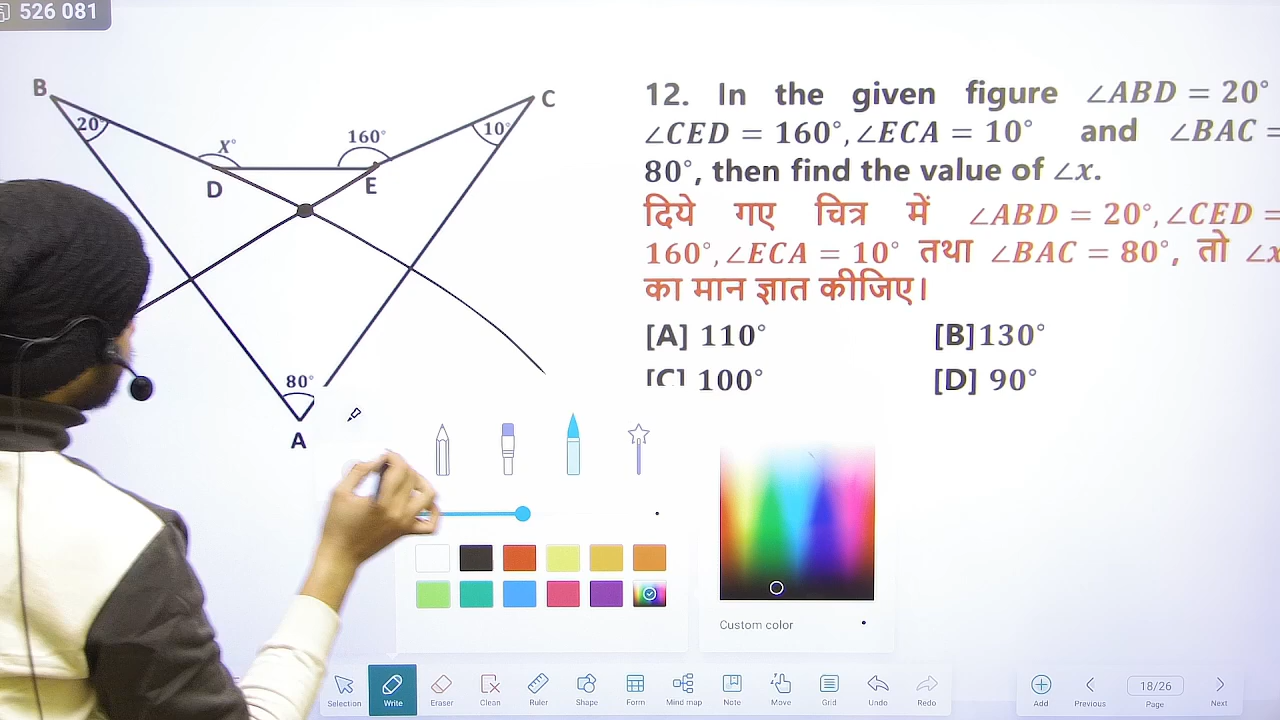 526 081
B
C
20°
x°
160°
10°
D
E
80°
A
12. In the given figure ∠ABD = 20°
∠CED = 160°, ∠ECA = 10° and ∠BAC =
80°, then find the value of ∠x.
दिये गए चित्र में ∠ABD = 20°, ∠CED =
160°, ∠ECA = 10° तथा ∠BAC = 80°, तो ∠x
का मान ज्ञात कीजिए।
[A] 110° [B]130°
[C] 100° [D] 90°
Custom color
Selection Write Eraser Clean Ruler Shape Form Mind map Note Move Grid Undo Redo Add Previous 18/26 Page Next